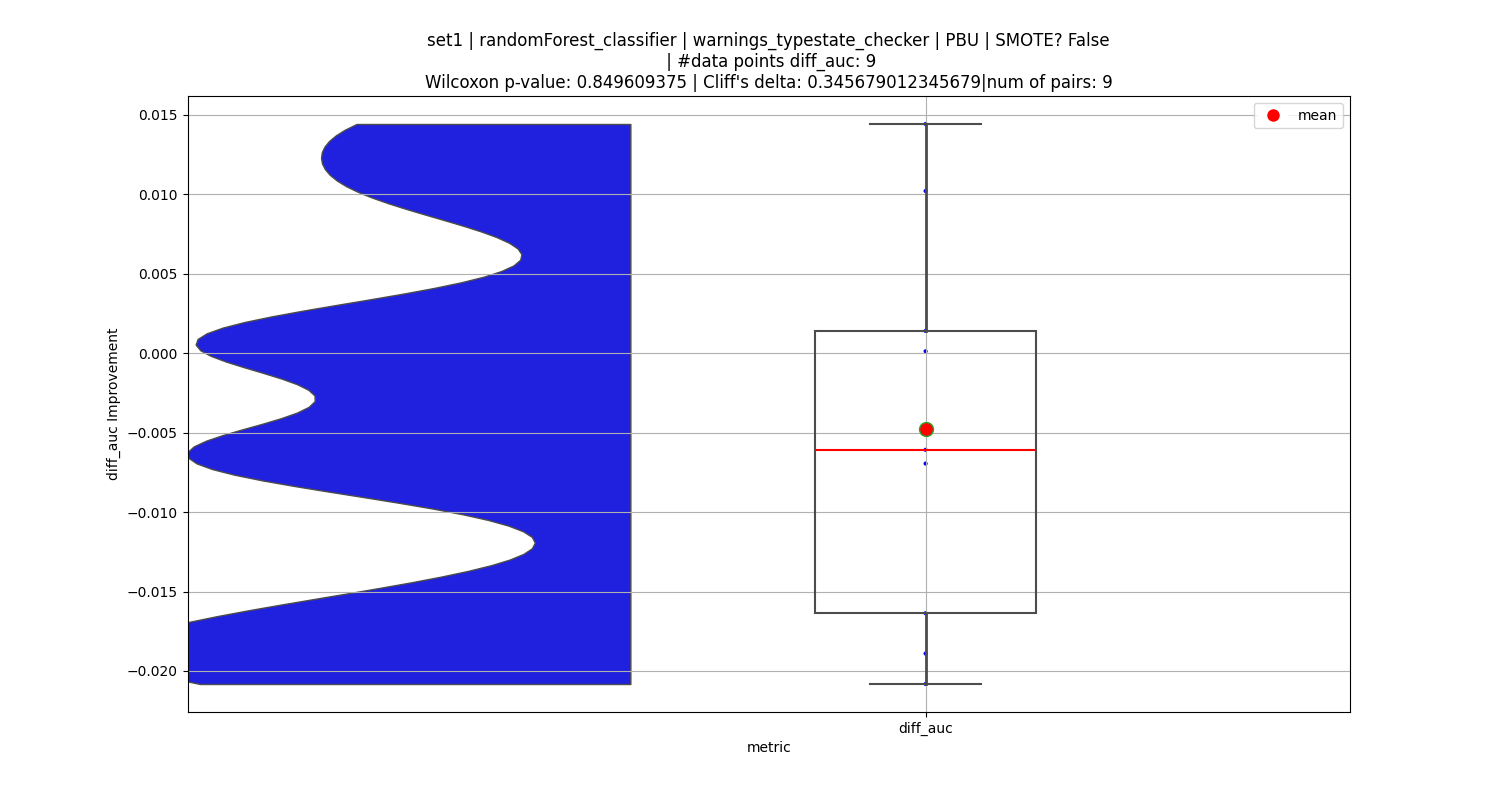 set1 | randomForest_classifier | warnings_typestate_checker | PBU | SMOTE? False
| #data points diff_auc: 9
Wilcoxon p-value: 0.849609375 | Cliff's delta: 0.345679012345679|num of pairs: 9
mean
0.015
0.010
0.005
0.000
−0.005
−0.010
−0.015
−0.020
diff_auc Improvement
diff_auc
metric